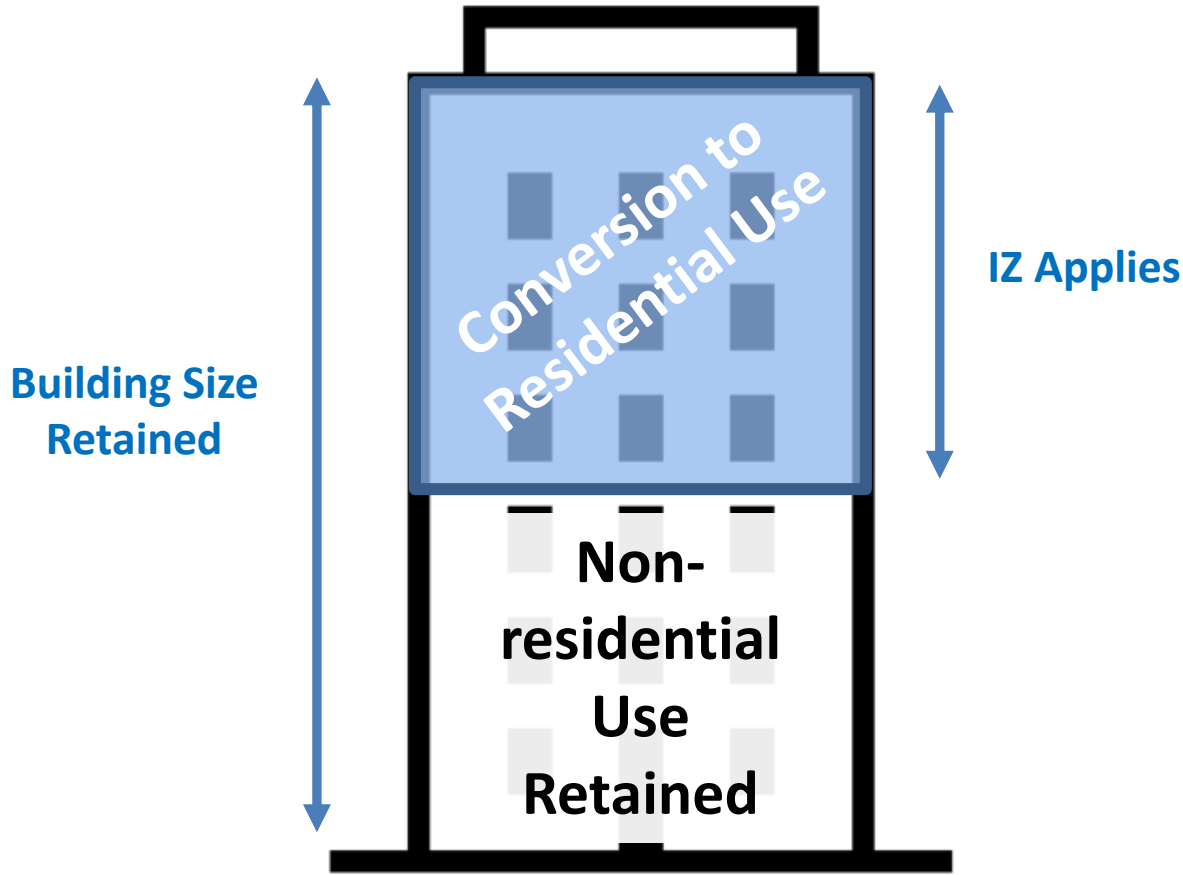 Conversion to
Residential Use
IZ Applies
Building Size
Retained
Non-
residential
Use
Retained